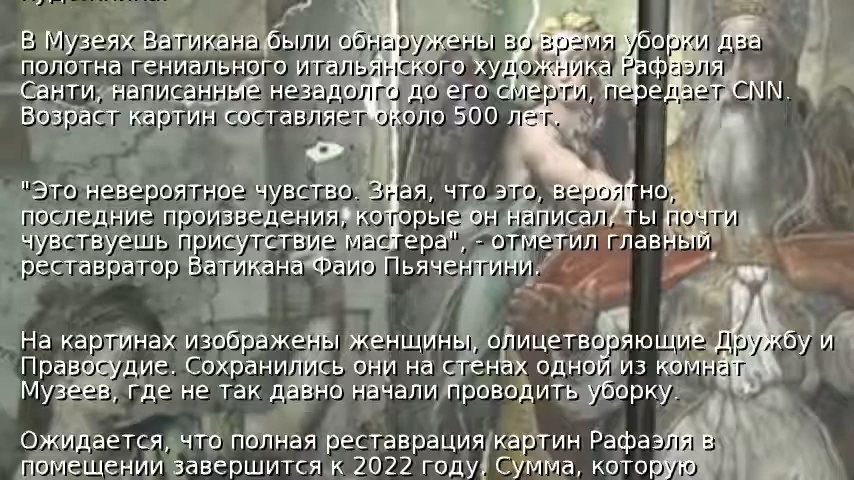 В Музеях Ватикана были обнаружены во время уборки два
полотна гениального итальянского художника Рафаэля
Санти, написанные незадолго до его смерти, передает CNN.
Возраст картин составляет около 500 лет.
"Это невероятное чувство. Зная, что это, вероятно,
последние произведения, которые он написал, ты почти
чувствуешь присутствие мастера", - отметил главный
реставратор Ватикана Фаио Пьячентини.
На картинах изображены женщины, олицетворяющие Дружбу и
Правосудие. Сохранились они на стенах одной из комнат
Музеев, где не так давно начали проводить уборку.
Ожидается, что полная реставрация картин Рафаэля в
помещении завершится к 2022 году. Сумма, которую